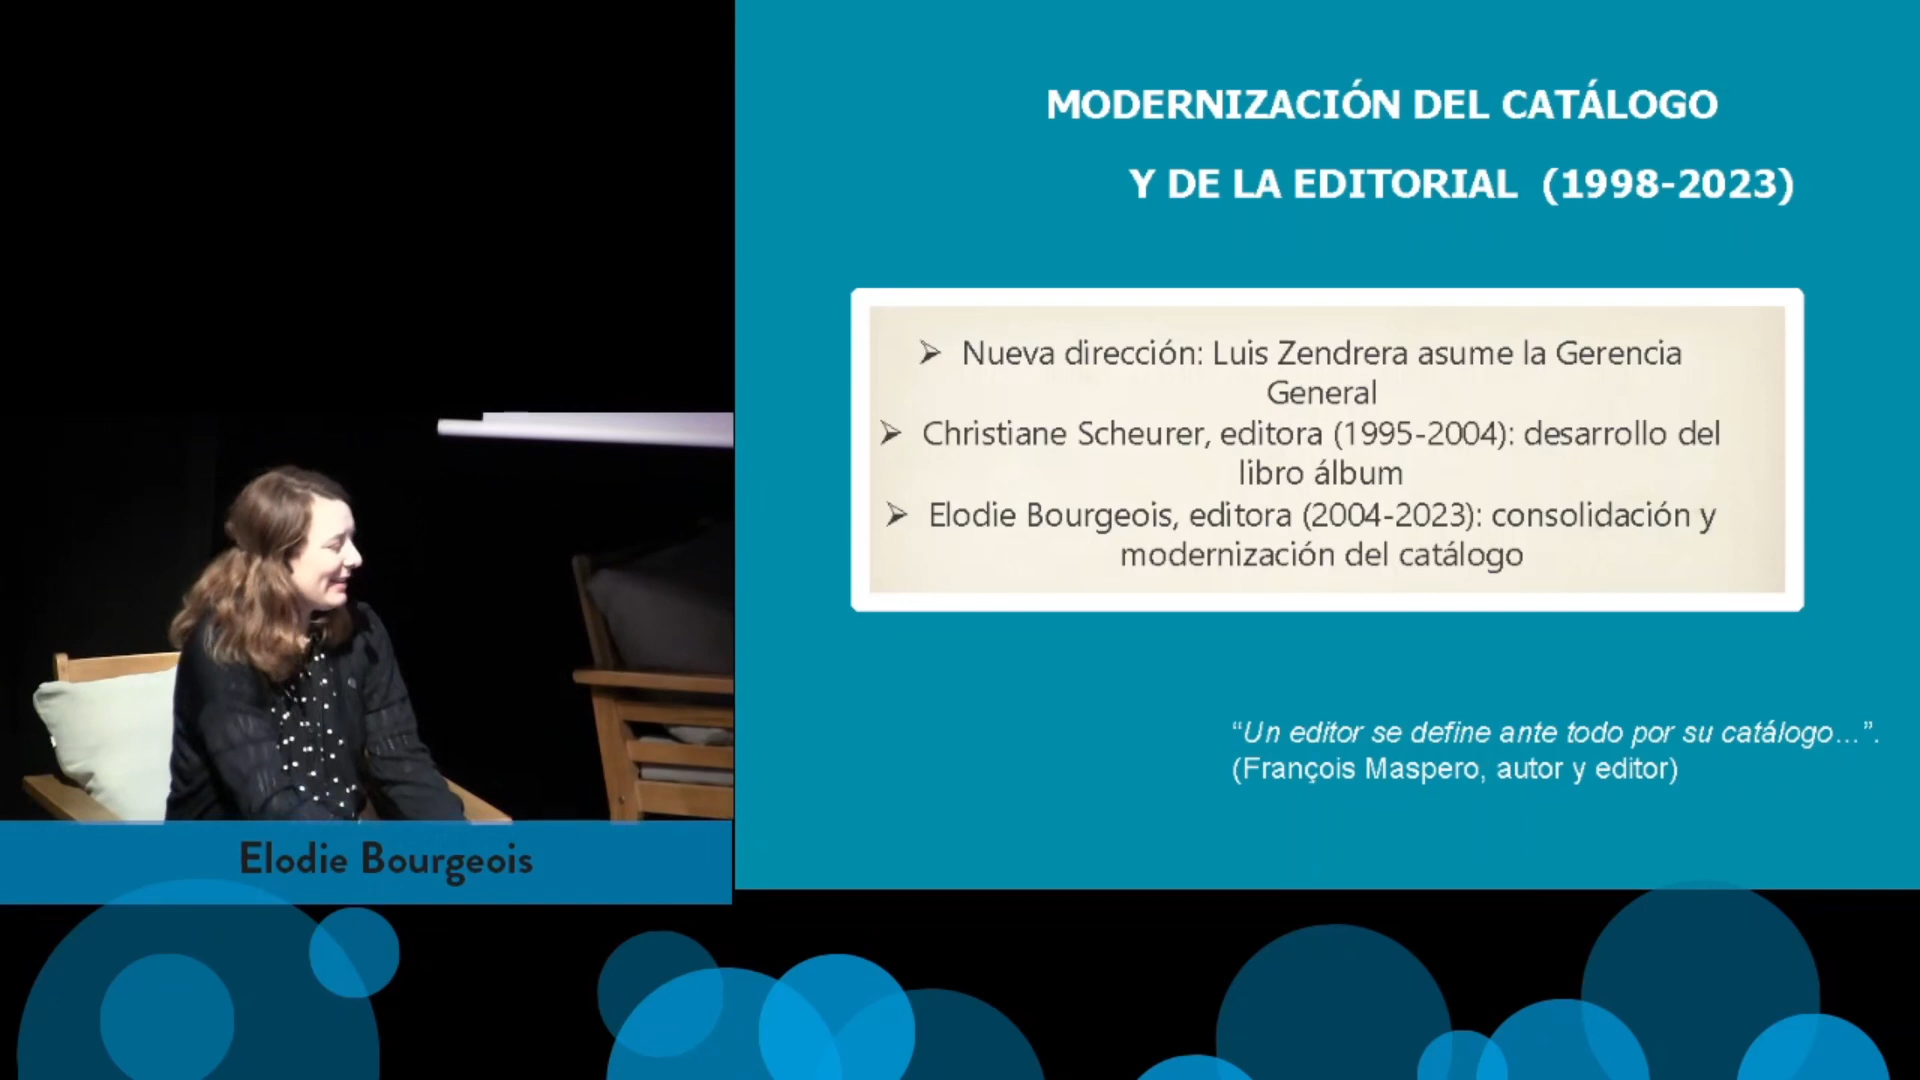 MODERNIZACIÓN DEL CATÁLOGO
Y DE LA EDITORIAL (1998-2023)
➢ Nueva dirección: Luis Zendrera asume la Gerencia
General
➢ Christiane Scheurer, editora (1995-2004): desarrollo del
libro álbum
➢ Elodie Bourgeois, editora (2004-2023): consolidación y
modernización del catálogo
“Un editor se define ante todo por su catálogo…”.
(François Maspero, autor y editor)
Elodie Bourgeois